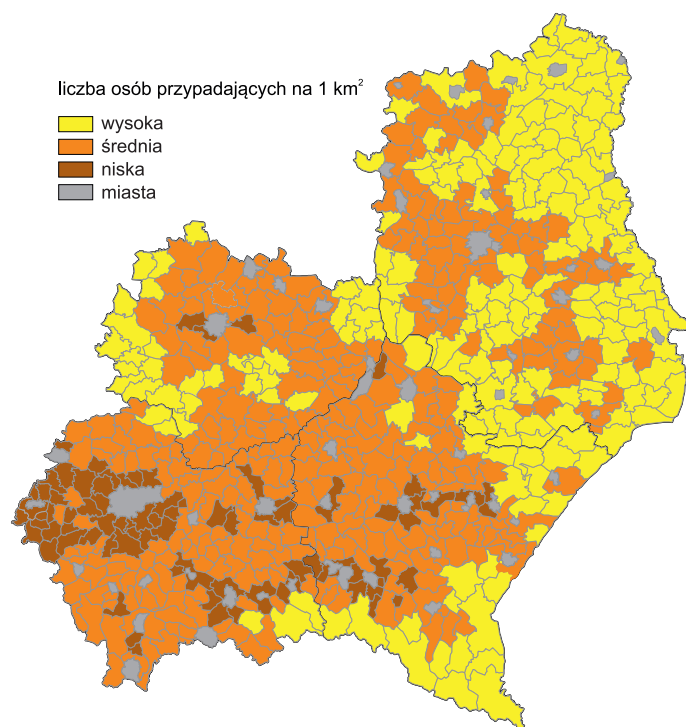 liczba osób przypadających na 1 km²
wysoka
średnia
niska
miasta